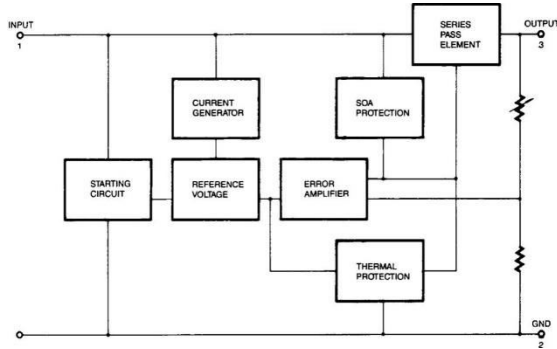 INPUT
1
SERIES
PASS
ELEMENT
OUTPUT
3
CURRENT
GENERATOR
SOA
PROTECTION
STARTING
CIRCUIT
REFERENCE
VOLTAGE
ERROR
AMPLIFIER
THERMAL
PROTECTION
GND
2